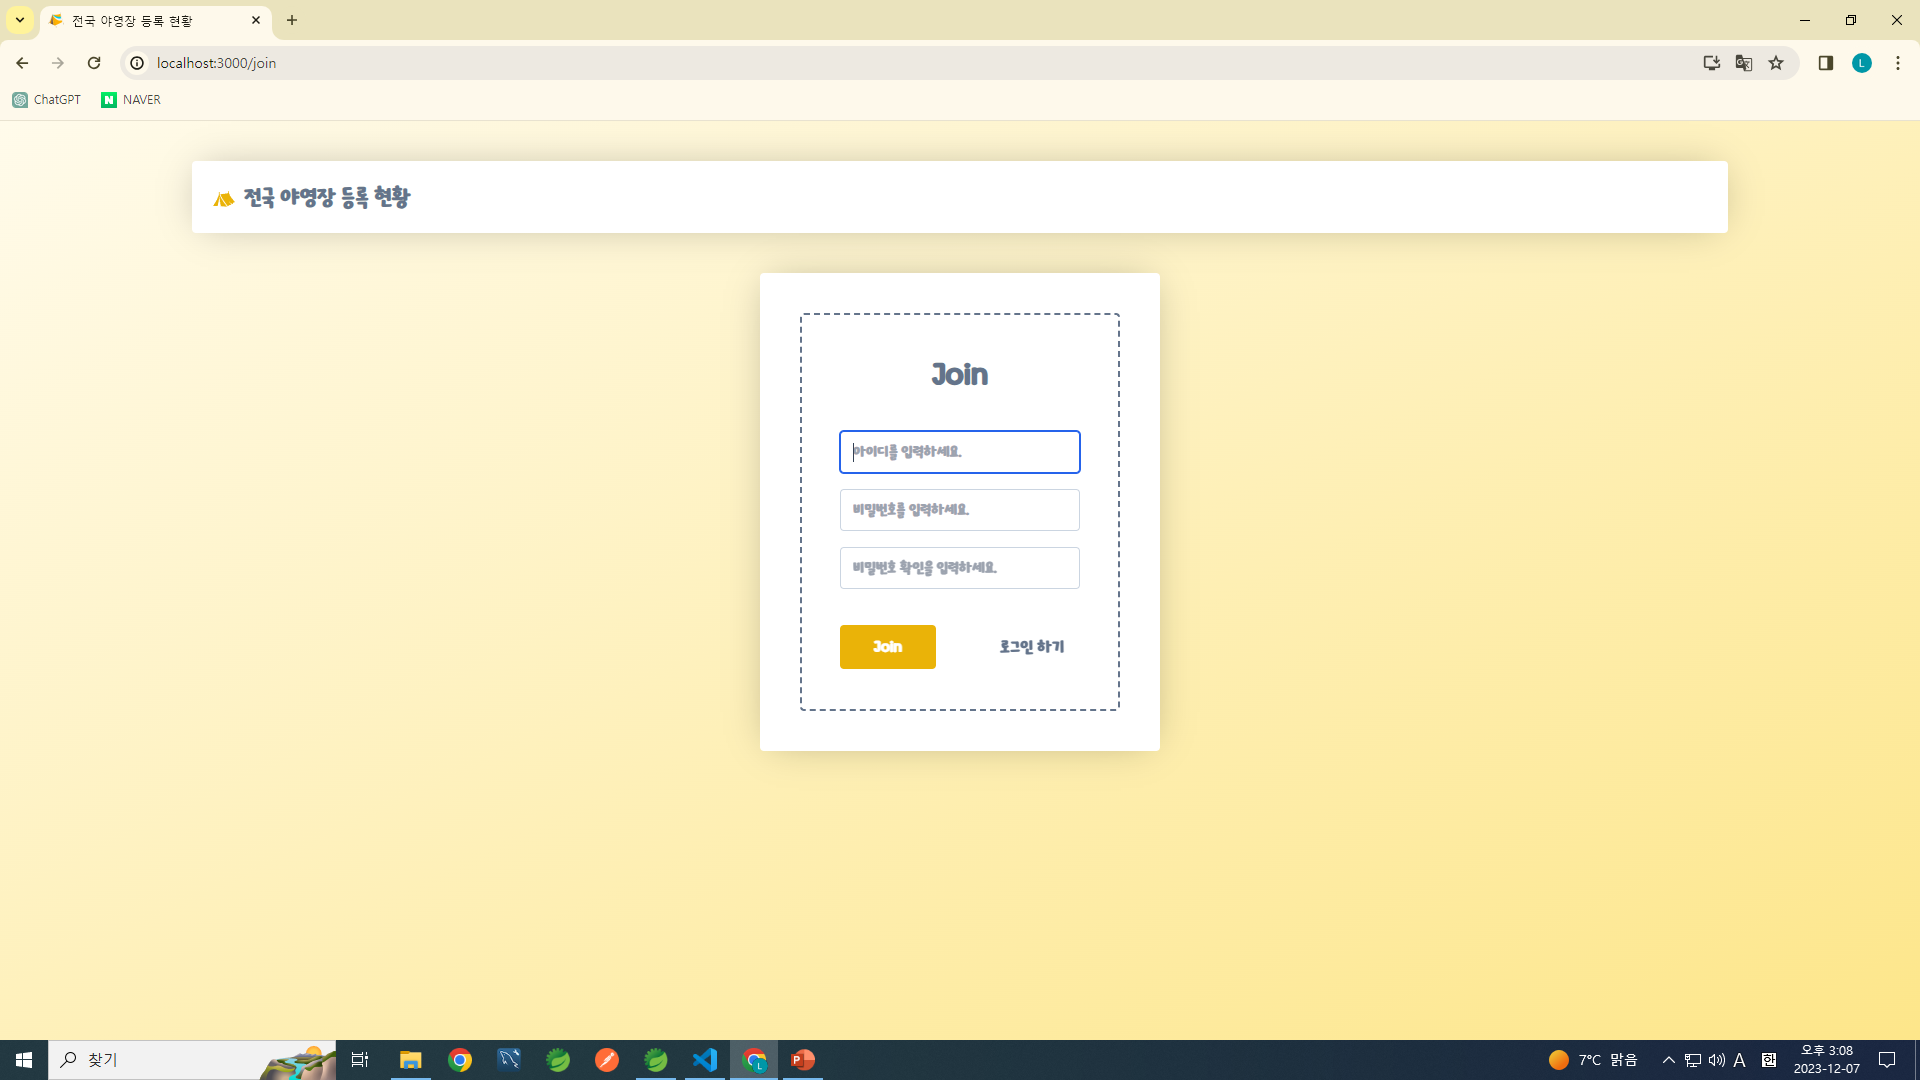 전국 야영장 등록 현황
localhost:3000/join
ChatGPT
NAVER
L
전국 야영장 등록 현황
Join
아이디를 입력하세요.
비밀번호를 입력하세요.
비밀번호 확인을 입력하세요.
Join
로그인 하기
찾기
7°C 맑음
A
한
오후 3:08
2023-12-07